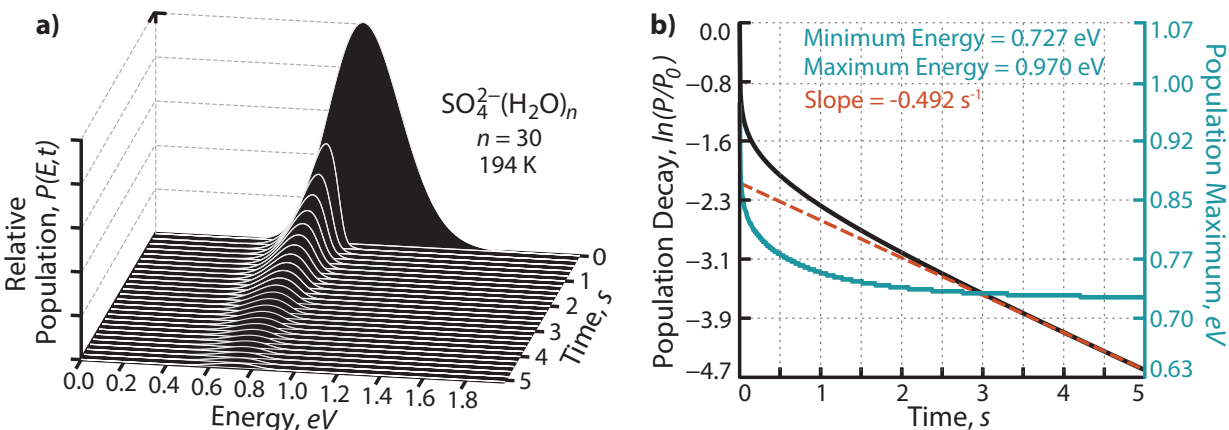 a)
Relative
Population, P(E,t)
SO₄²⁻(H₂O)ₙ
n = 30
194 K
0
1
2
3
4
5
Time, s
0.0 0.2 0.4 0.6 0.8 1.0 1.2 1.4 1.6 1.8
Energy, eV
b)
Population Decay, ln(P/P₀)
0.0
−0.8
−1.6
−2.3
−3.1
−3.9
−4.7
Minimum Energy = 0.727 eV
Maximum Energy = 0.970 eV
Slope = -0.492 s⁻¹
1.07
1.00
0.92
0.85
0.77
0.70
0.63
Population Maximum, eV
0 1 2 3 4 5
Time, s